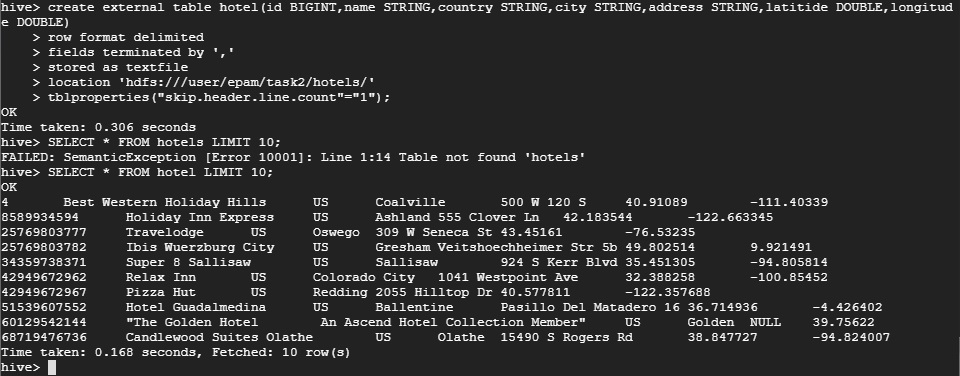 hive> create external table hotel(id BIGINT,name STRING,country STRING,city STRING,address STRING,latitide DOUBLE,longitud
e DOUBLE)
    > row format delimited
    > fields terminated by ','
    > stored as textfile
    > location 'hdfs:///user/epam/task2/hotels/'
    > tblproperties("skip.header.line.count"="1");
OK
Time taken: 0.306 seconds
hive> SELECT * FROM hotels LIMIT 10;
FAILED: SemanticException [Error 10001]: Line 1:14 Table not found 'hotels'
hive> SELECT * FROM hotel LIMIT 10;
OK
4       Best Western Holiday Hills      US      Coalville       500 W 120 S     40.91089        -111.40339
8589934594      Holiday Inn Express     US      Ashland 555 Clover Ln   42.183544       -122.663345
25769803777     Travelodge      US      Oswego  309 W Seneca St 43.45161        -76.53235
25769803782     Ibis Wuerzburg City     US      Gresham Veitshoechheimer Str 5b 49.802514       9.921491
34359738371     Super 8 Sallisaw        US      Sallisaw        924 S Kerr Blvd 35.451305       -94.805814
42949672962     Relax Inn       US      Colorado City   1041 Westpoint Ave      32.388258       -100.85452
42949672967     Pizza Hut       US      Redding 2055 Hilltop Dr 40.577811       -122.357688
51539607552     Hotel Guadalmedina      US      Ballentine      Pasillo Del Matadero 16 36.714936       -4.426402
60129542144     "The Golden Hotel        An Ascend Hotel Collection Member"     US      Golden  NULL    39.75622
68719476736     Candlewood Suites Olathe        US      Olathe  15490 S Rogers Rd       38.847727       -94.824007
Time taken: 0.168 seconds, Fetched: 10 row(s)
hive>